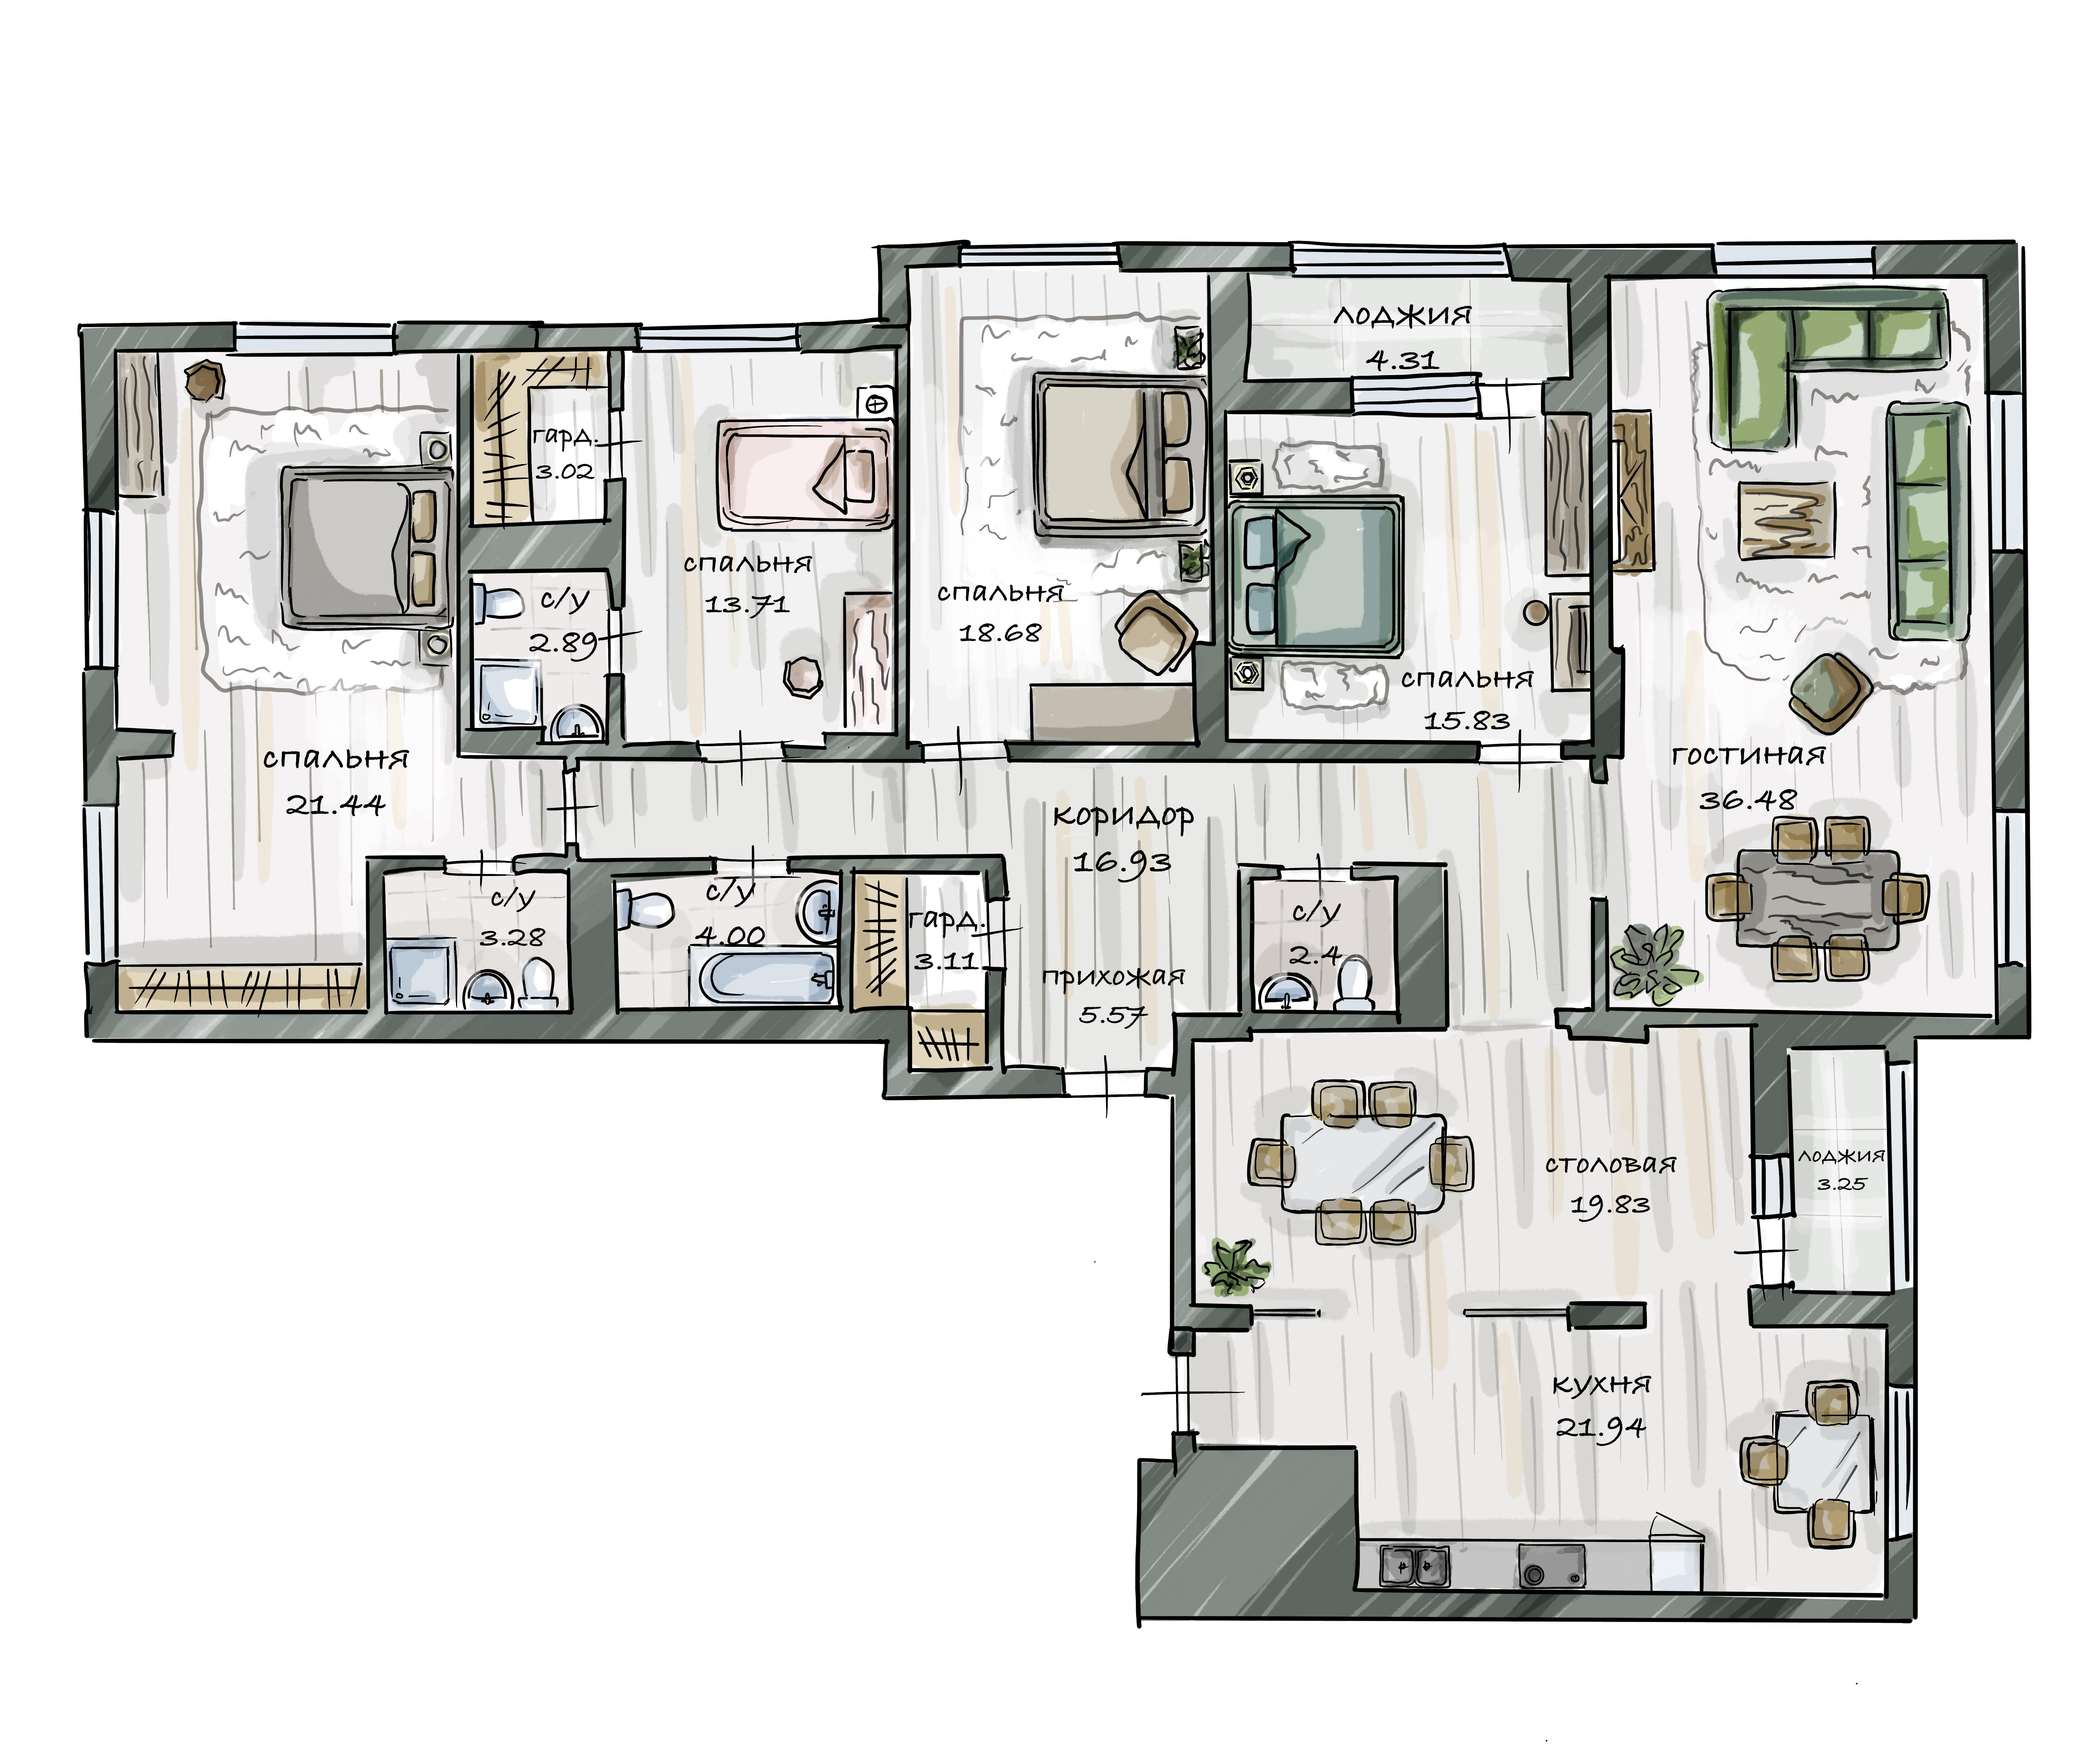 лоджия
4.31
гард.
3.02
спальня
13.71
с/у
2.89
спальня
18.68
спальня
15.83
гостиная
36.48
спальня
21.44
коридор
16.93
с/у
3.28
с/у
4.00
гард.
3.11
прихожая
5.57
с/у
2.4
столовая
19.83
лоджия
3.25
кухня
21.94